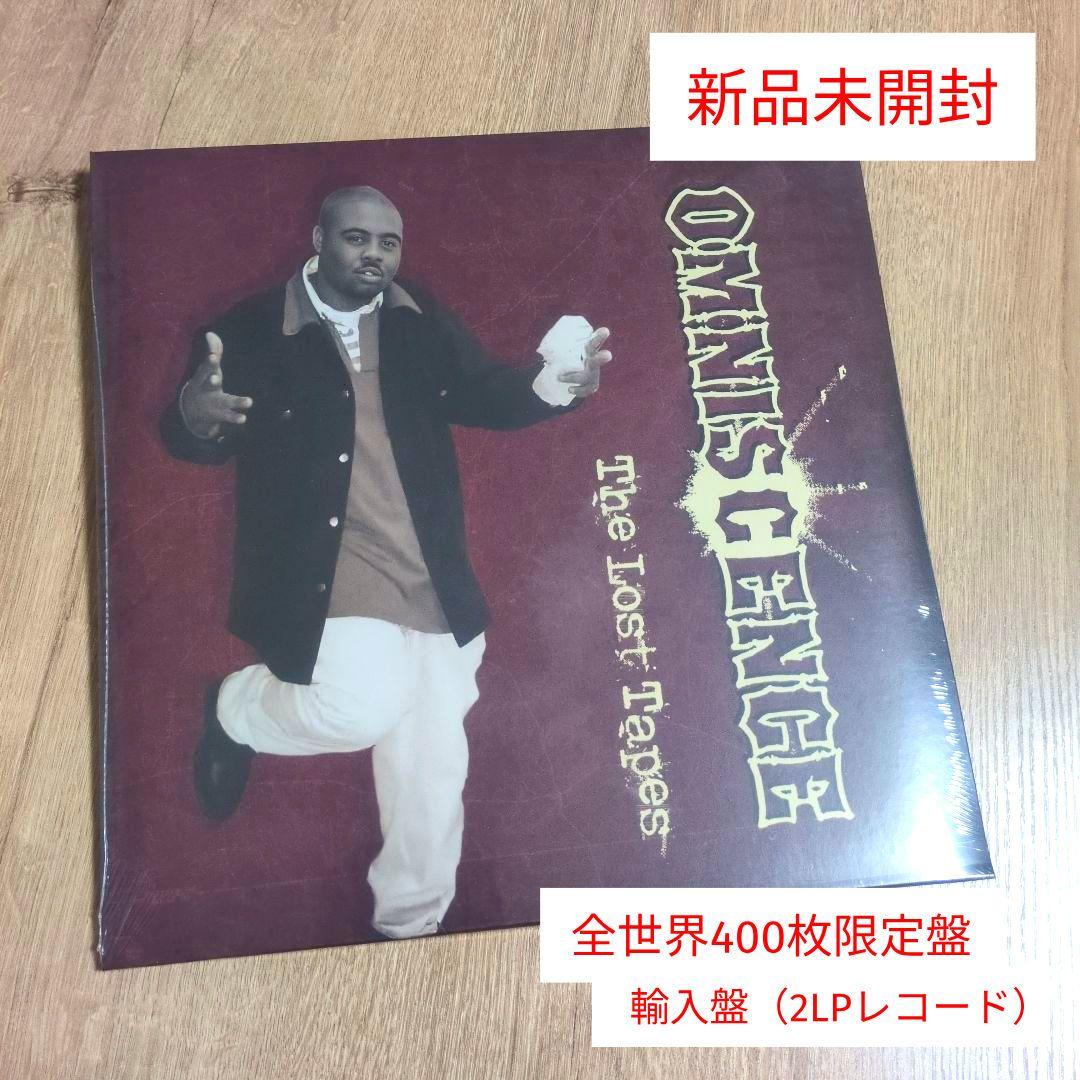 新品未開封
OMNISCENCE
The Lost Tapes
全世界400枚限定盤
輸入盤（2LPレコード）